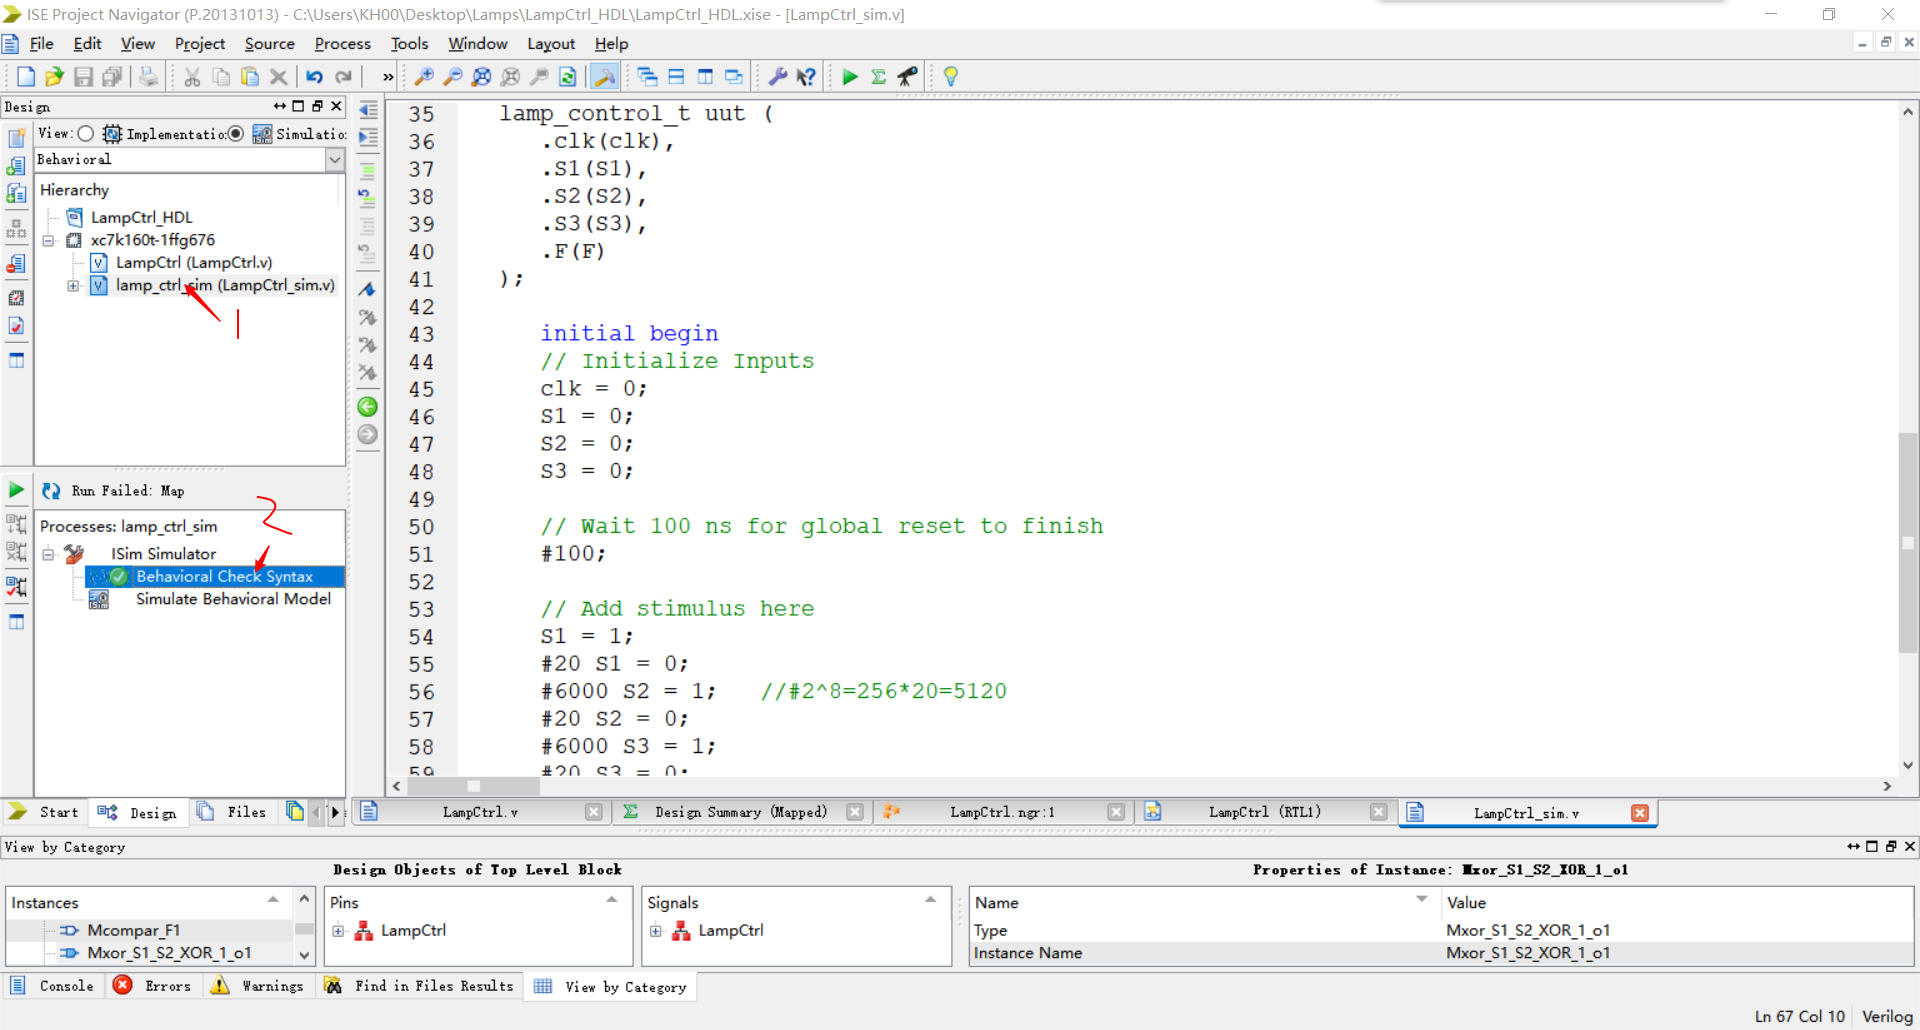 ISE Project Navigator (P.20131013) - C:\Users\KH00\Desktop\Lamps\LampCtrl_HDL\LampCtrl_HDL.xise - [LampCtrl_sim.v]
File Edit View Project Source Process Tools Window Layout Help
Design
View: Implementatio Simulatio
Behavioral
Hierarchy
LampCtrl_HDL
xc7k160t-1ffg676
LampCtrl (LampCtrl.v)
lamp_ctrl_sim (LampCtrl_sim.v)
1
Run Failed: Map
2
Processes: lamp_ctrl_sim
ISim Simulator
Behavioral Check Syntax
Simulate Behavioral Model
35 lamp_control_t uut (
36 .clk(clk),
37 .S1(S1),
38 .S2(S2),
39 .S3(S3),
40 .F(F)
41 );
42
43 initial begin
44 // Initialize Inputs
45 clk = 0;
46 S1 = 0;
47 S2 = 0;
48 S3 = 0;
49
50 // Wait 100 ns for global reset to finish
51 #100;
52
53 // Add stimulus here
54 S1 = 1;
55 #20 S1 = 0;
56 #6000 S2 = 1; //#2^8=256*20=5120
57 #20 S2 = 0;
58 #6000 S3 = 1;
59 #20 S3 = 0;
Start Design Files
LampCtrl.v Design Summary (Mapped) LampCtrl.ngr:1 LampCtrl (RTL1) LampCtrl_sim.v
View by Category
Design Objects of Top Level Block
Properties of Instance: Mxor_S1_S2_XOR_1_o1
Instances
Mcompar_F1
Mxor_S1_S2_XOR_1_o1
Pins
LampCtrl
Signals
LampCtrl
Name Value
Type Mxor_S1_S2_XOR_1_o1
Instance Name Mxor_S1_S2_XOR_1_o1
Console Errors Warnings Find in Files Results View by Category
Ln 67 Col 10 Verilog